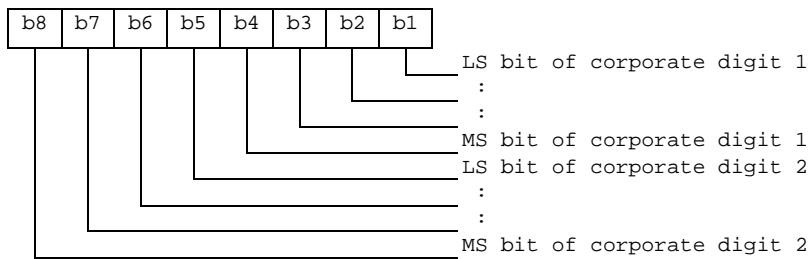 b8 b7 b6 b5 b4 b3 b2 b1
LS bit of corporate digit 1
:
:
MS bit of corporate digit 1
LS bit of corporate digit 2
:
:
MS bit of corporate digit 2